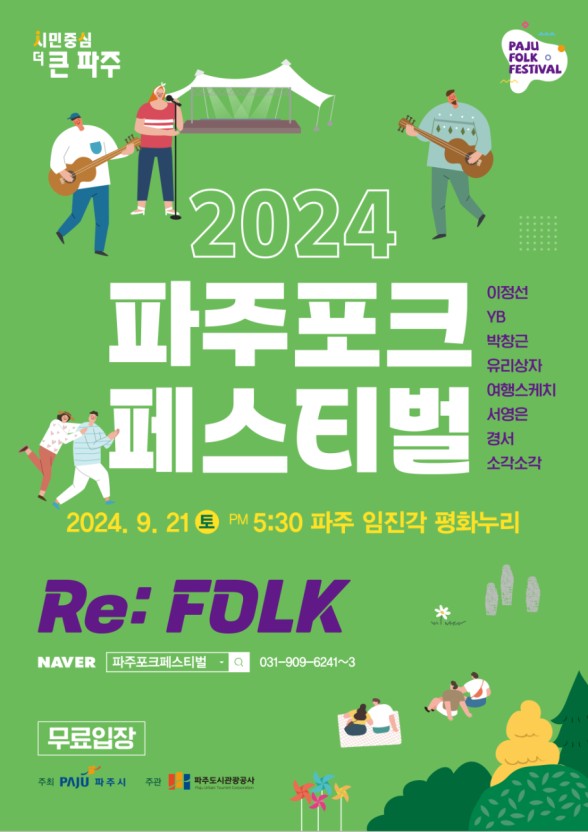 시민중심
더 큰 파주
PAJU
FOLK
FESTIVAL
2024
파주포크
페스티벌
이정선
YB
박창근
유리상자
여행스케치
서영은
경서
소각소각
2024. 9. 21 토 PM 5:30 파주 임진각 평화누리
Re: FOLK
NAVER 파주포크페스티벌 031-909-6241~3
무료입장
주최 PAJU 파주시 주관 파주도시관광공사